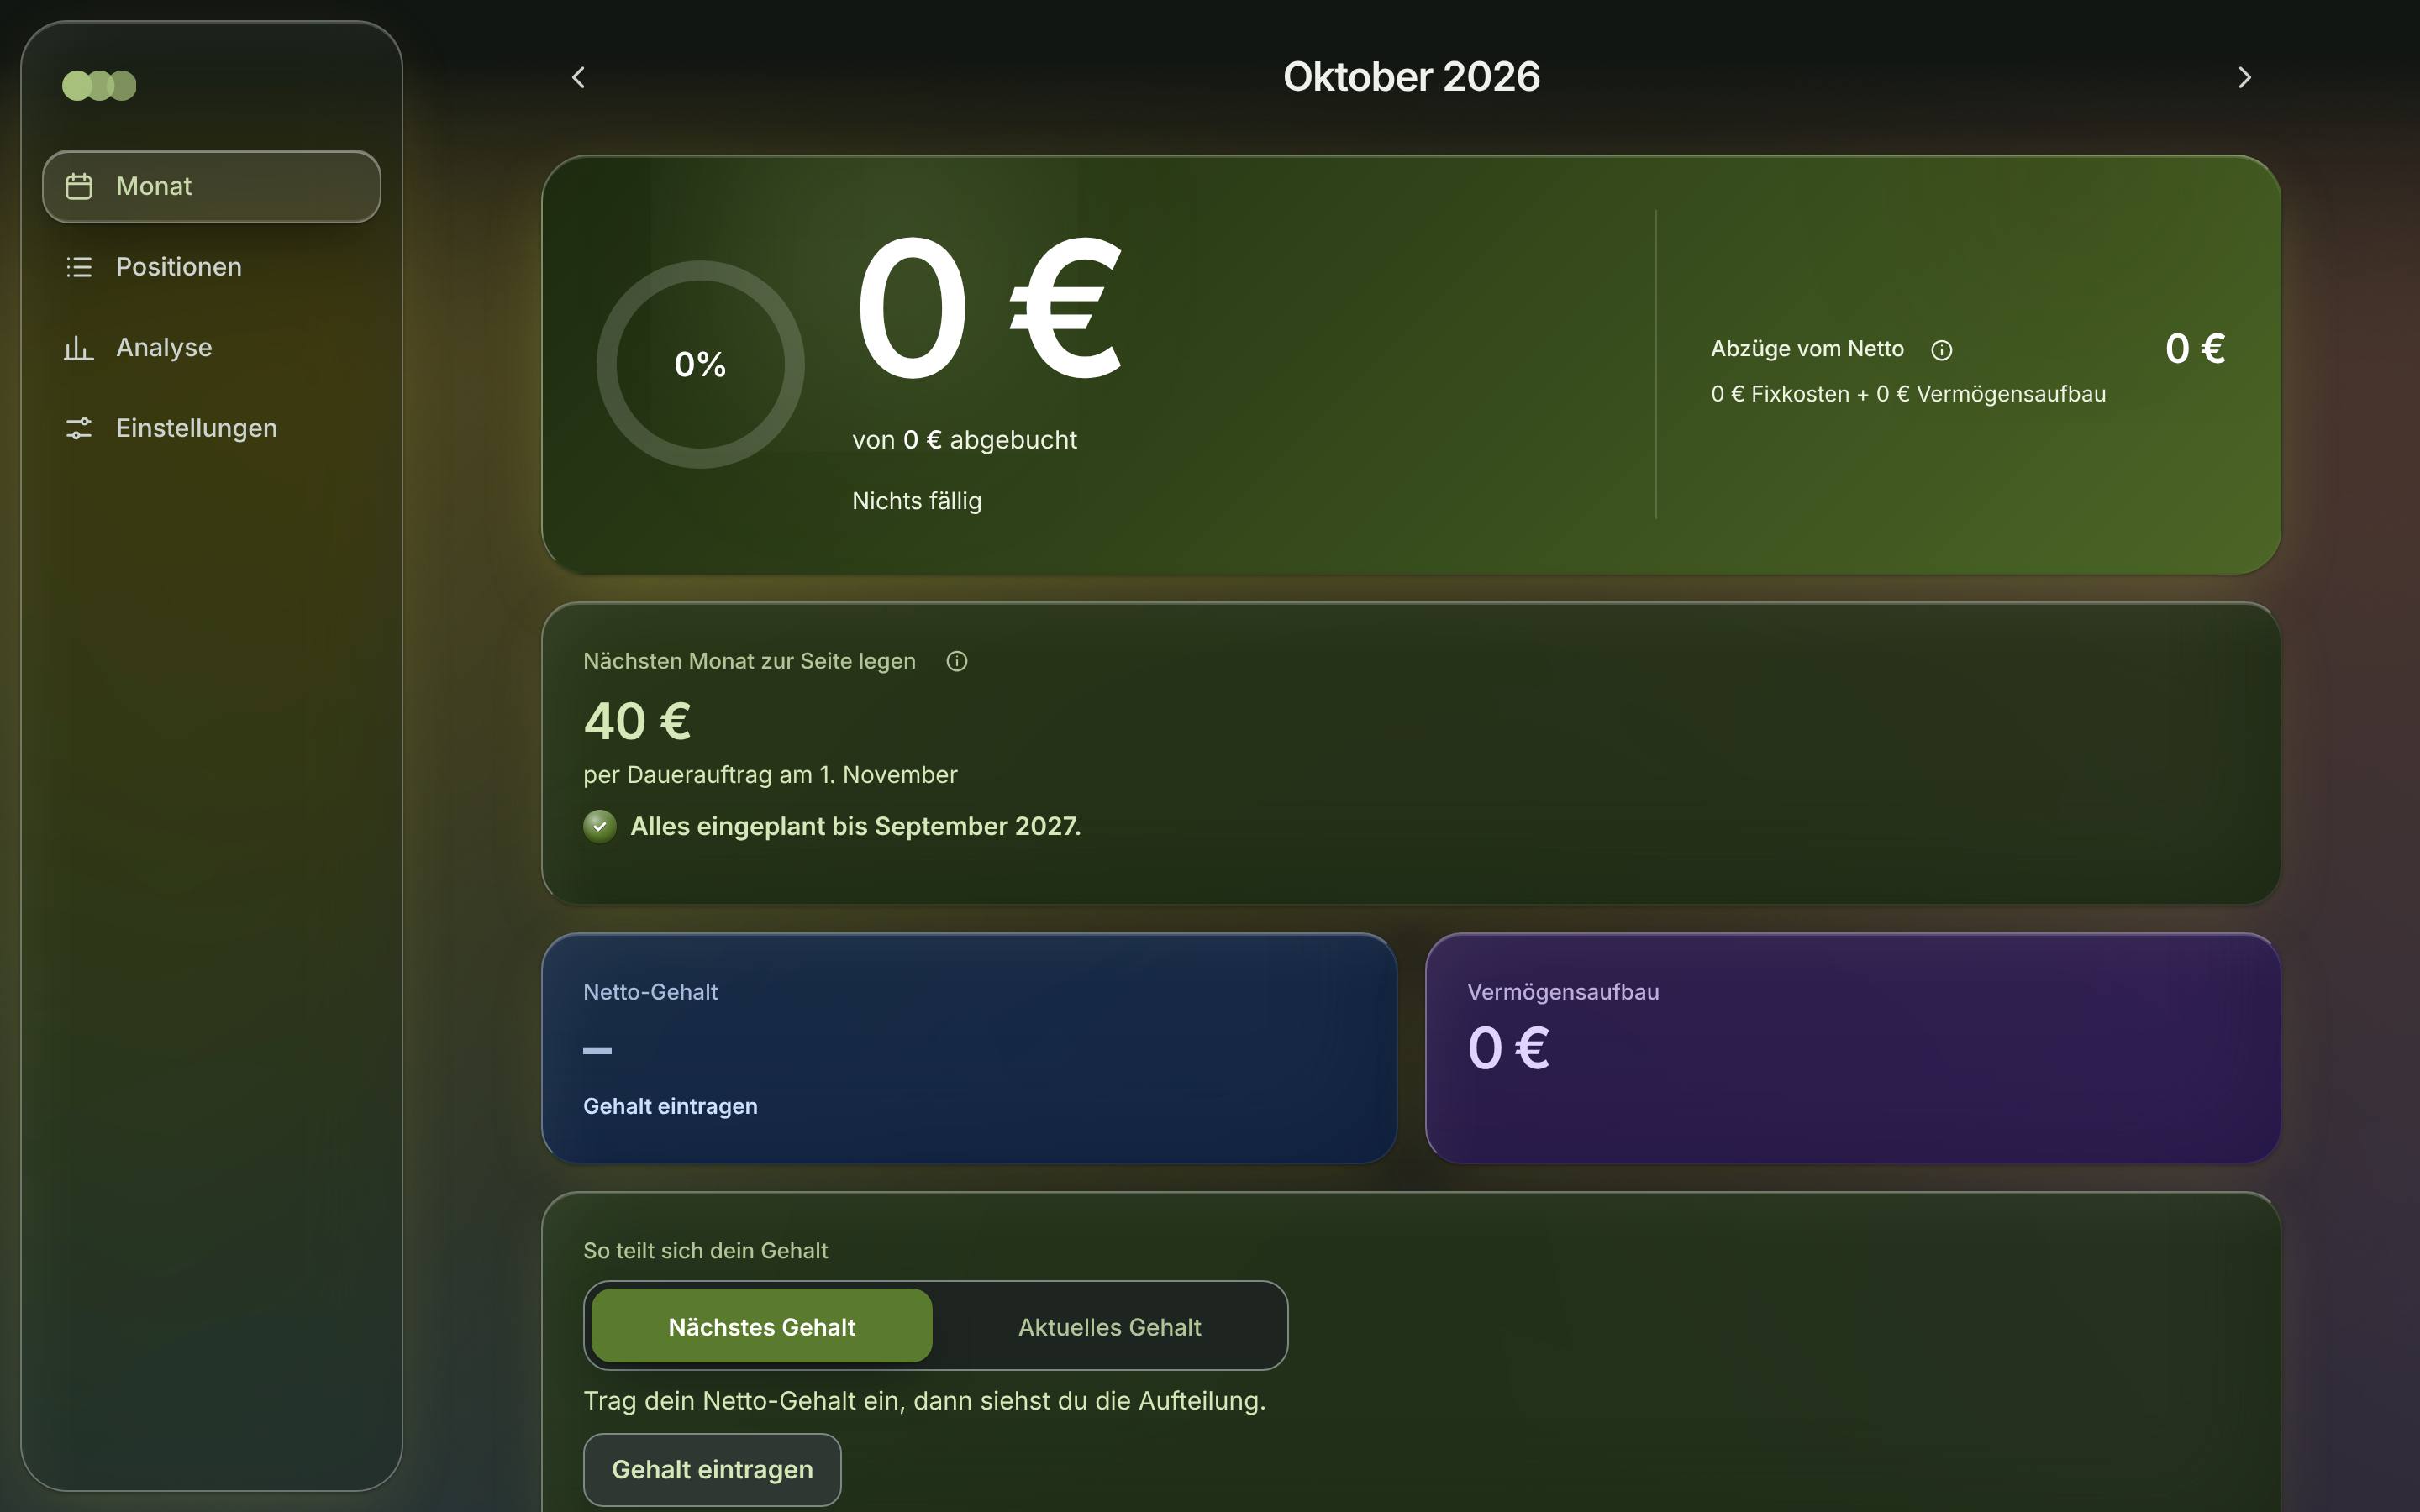 Oktober 2026
Monat
Positionen
Analyse
Einstellungen
0%
0 €
von 0 € abgebucht
Nichts fällig
Abzüge vom Netto
0 €
0 € Fixkosten + 0 € Vermögensaufbau
Nächsten Monat zur Seite legen
40 €
per Dauerauftrag am 1. November
Alles eingeplant bis September 2027.
Netto-Gehalt
–
Gehalt eintragen
Vermögensaufbau
0 €
So teilt sich dein Gehalt
Nächstes Gehalt
Aktuelles Gehalt
Trag dein Netto-Gehalt ein, dann siehst du die Aufteilung.
Gehalt eintragen